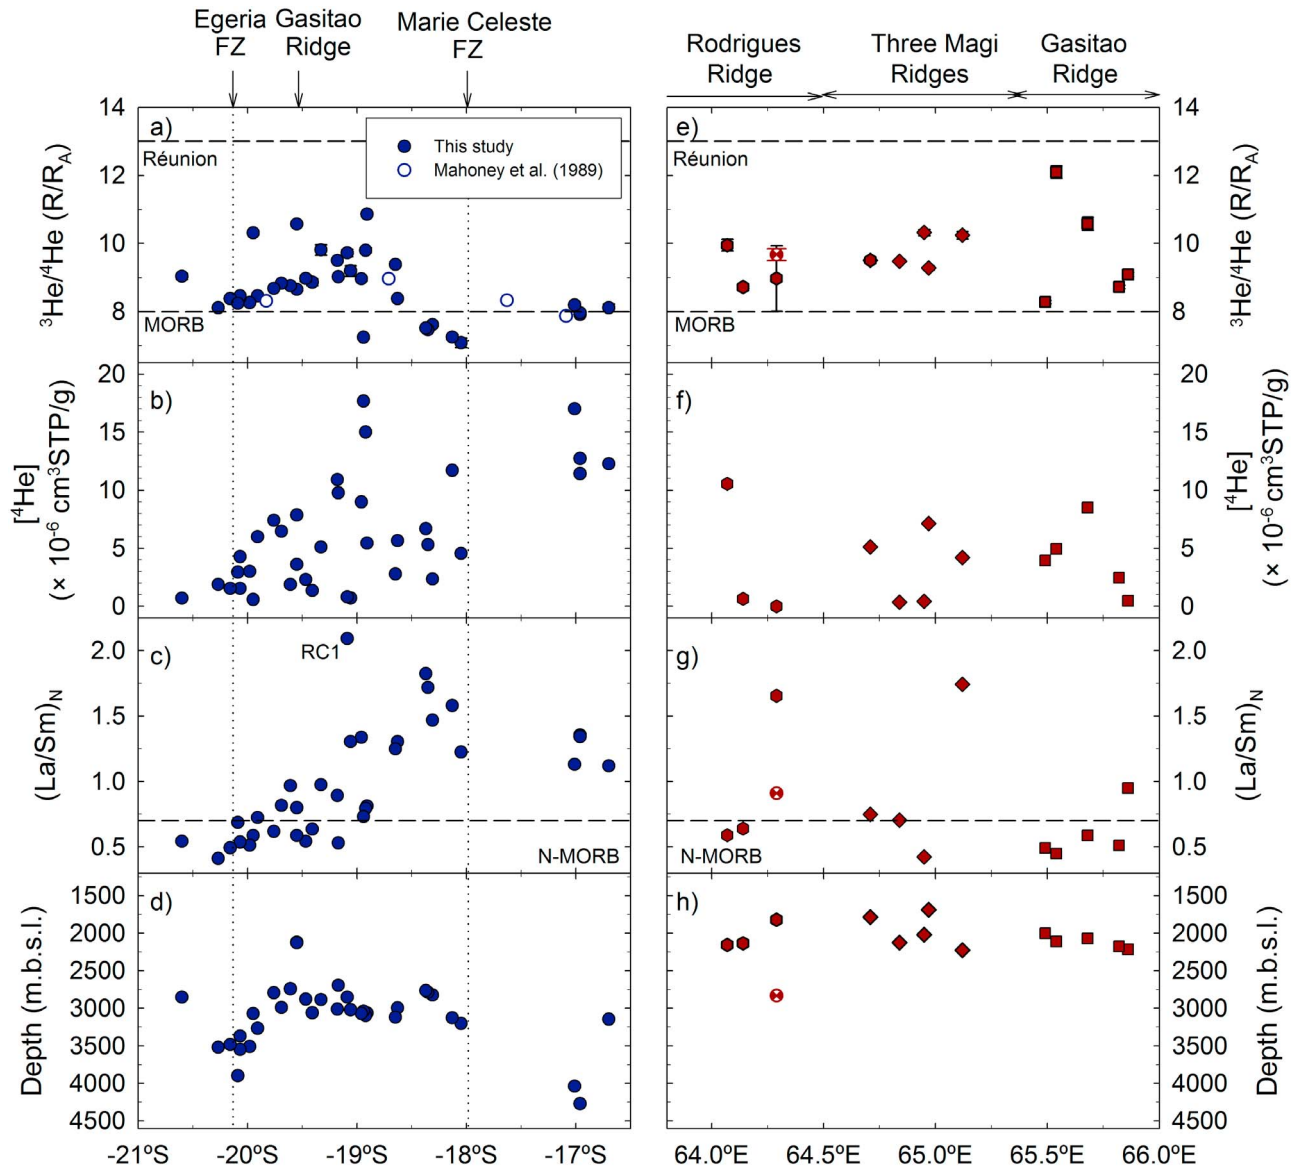 Egeria
FZ
Gasitao
Ridge
Marie Celeste
FZ
Rodrigues
Ridge
Three Magi
Ridges
Gasitao
Ridge
³He/⁴He (R/R_A)
14
12
10
8
a)
Réunion
MORB
This study
Mahoney et al. (1989)
e)
Réunion
MORB
14
12
10
8
³He/⁴He (R/R_A)
[⁴He]
(× 10⁻⁶ cm³STP/g)
20
15
10
5
0
b)
f)
20
15
10
5
0
[⁴He]
(× 10⁻⁶ cm³STP/g)
(La/Sm)_N
2.0
1.5
1.0
0.5
c)
RC1
N-MORB
g)
N-MORB
2.0
1.5
1.0
0.5
(La/Sm)_N
Depth (m.b.s.l.)
1500
2000
2500
3000
3500
4000
4500
d)
h)
1500
2000
2500
3000
3500
4000
4500
Depth (m.b.s.l.)
-21°S -20°S -19°S -18°S -17°S
64.0°E 64.5°E 65.0°E 65.5°E 66.0°E